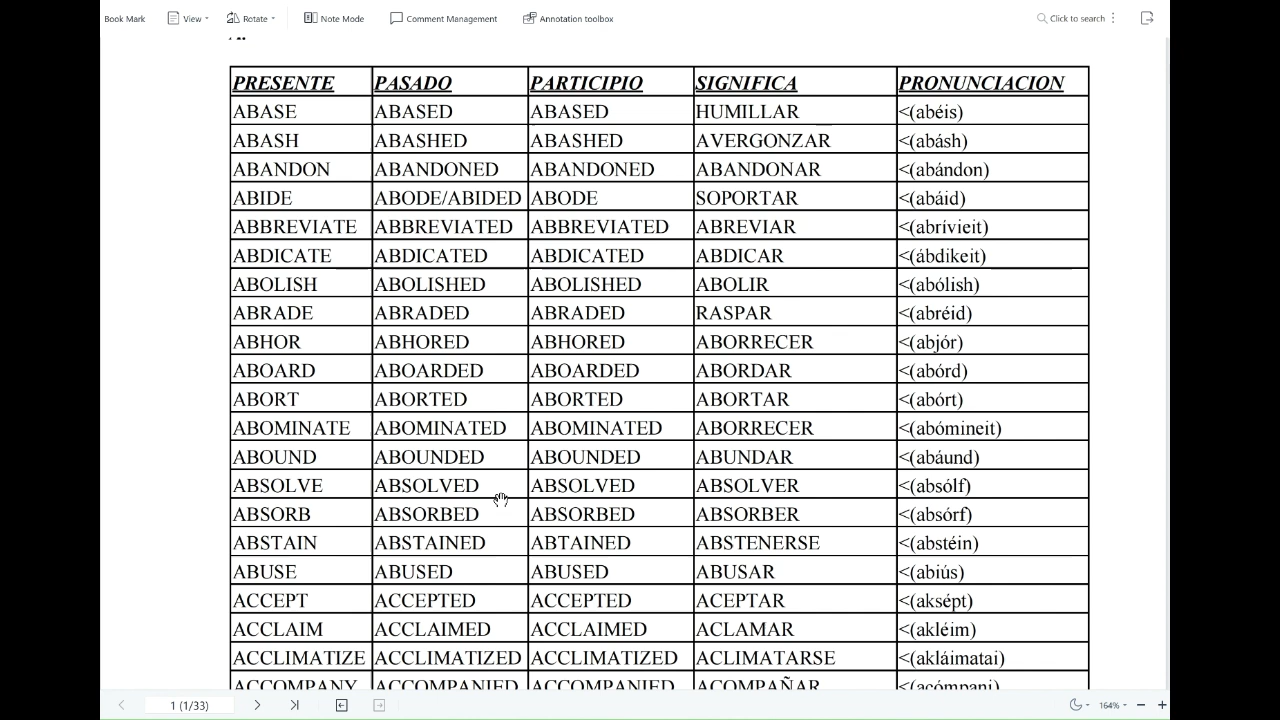 Book Mark View Rotate Note Mode Comment Management Annotation toolbox Click to search
PRESENTE PASADO PARTICIPIO SIGNIFICA PRONUNCIACION
ABASE ABASED ABASED HUMILLAR <(abéis)
ABASH ABASHED ABASHED AVERGONZAR <(abásh)
ABANDON ABANDONED ABANDONED ABANDONAR <(abándon)
ABIDE ABODE/ABIDED ABODE SOPORTAR <(abáid)
ABBREVIATE ABBREVIATED ABBREVIATED ABREVIAR <(abrívieit)
ABDICATE ABDICATED ABDICATED ABDICAR <(ábdikeit)
ABOLISH ABOLISHED ABOLISHED ABOLIR <(abólish)
ABRADE ABRADED ABRADED RASPAR <(abréid)
ABHOR ABHORED ABHORED ABORRECER <(abjór)
ABOARD ABOARDED ABOARDED ABORDAR <(abórd)
ABORT ABORTED ABORTED ABORTAR <(abórt)
ABOMINATE ABOMINATED ABOMINATED ABORRECER <(abómineit)
ABOUND ABOUNDED ABOUNDED ABUNDAR <(abáund)
ABSOLVE ABSOLVED ABSOLVED ABSOLVER <(absólf)
ABSORB ABSORBED ABSORBED ABSORBER <(absórf)
ABSTAIN ABSTAINED ABTAINED ABSTENERSE <(abstéin)
ABUSE ABUSED ABUSED ABUSAR <(abiús)
ACCEPT ACCEPTED ACCEPTED ACEPTAR <(aksépt)
ACCLAIM ACCLAIMED ACCLAIMED ACLAMAR <(akléim)
ACCLIMATIZE ACCLIMATIZED ACCLIMATIZED ACLIMATARSE <(akláimatai)
ACCOMPANY ACCOMPANIED ACCOMPANIED ACOMPAÑAR <(acómpani)
1 (1/33) 164%